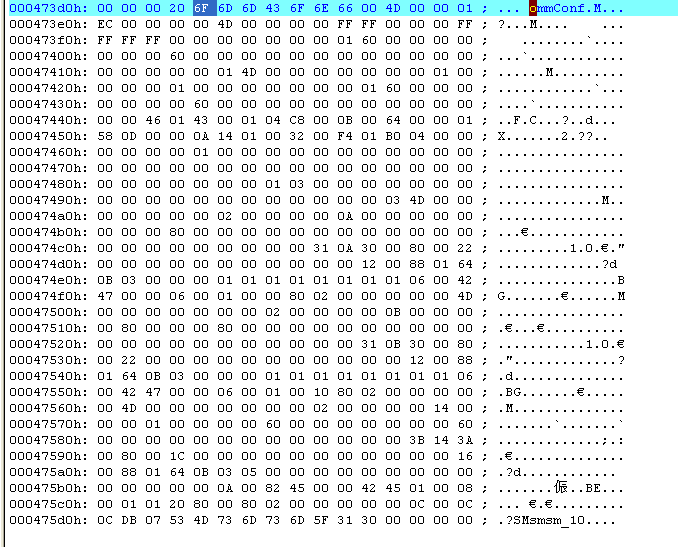 000473d0h: 00 00 00 20 6F 6D 6D 43 6F 6E 66 00 4D 00 00 01 ; ... ommConf.M...
000473e0h: EC 00 00 00 00 4D 00 00 00 00 FF FF 00 00 00 FF ; ?...M....
000473f0h: FF FF FF 00 00 00 00 00 00 00 00 01 60 00 00 00 ; ........`....
00047400h: 00 00 00 60 00 00 00 00 00 00 00 00 00 00 00 00 ; ...`............
00047410h: 00 00 00 00 00 01 4D 00 00 00 00 00 00 00 01 00 ; ......M.........
00047420h: 00 00 00 01 00 00 00 00 00 00 00 01 60 00 00 00 ; ............`...
00047430h: 00 00 00 00 60 00 00 00 00 00 00 00 00 00 00 00 ; ....`...........
00047440h: 00 00 46 01 43 00 01 04 C8 00 0B 00 64 00 00 01 ; ..F.C...?..d...
00047450h: 58 0D 00 00 0A 14 01 00 32 00 F4 01 B0 04 00 00 ; X.......2.??..
00047460h: 00 00 00 00 01 00 00 00 00 00 00 00 00 00 00 00 ; ................
00047470h: 00 00 00 00 00 00 00 00 00 00 00 00 00 00 00 00 ; ................
00047480h: 00 00 00 00 00 00 00 01 03 00 00 00 00 00 00 00 ; ................
00047490h: 00 00 00 00 00 00 00 00 00 00 00 00 03 4D 00 00 ; .............M..
000474a0h: 00 00 00 00 00 02 00 00 00 00 0A 00 00 00 00 00 ; ................
000474b0h: 00 00 00 80 00 00 00 00 00 00 00 00 00 00 00 00 ; ...€............
000474c0h: 00 00 00 00 00 00 00 00 00 31 0A 30 00 80 00 22 ; .........1.0.€."
000474d0h: 00 00 00 00 00 00 00 00 00 00 00 12 00 88 01 64 ; .............?d
000474e0h: 0B 03 00 00 00 00 01 01 01 01 01 01 01 06 00 42 ; ...............B
000474f0h: 47 00 00 06 00 01 00 00 80 02 00 00 00 00 00 4D ; G.......€......M
00047500h: 00 00 00 00 00 00 00 02 00 00 00 00 0B 00 00 00 ; ................
00047510h: 00 80 00 00 00 80 00 00 00 00 00 00 00 00 00 00 ; .€...€..........
00047520h: 00 00 00 00 00 00 00 00 00 00 00 31 0B 30 00 80 ; ...........1.0.€
00047530h: 00 22 00 00 00 00 00 00 00 00 00 00 00 12 00 88 ; .".............?
00047540h: 01 64 0B 03 00 00 00 00 01 01 01 01 01 01 01 06 ; .d..............
00047550h: 00 42 47 00 00 06 00 01 00 10 80 02 00 00 00 00 ; .BG.......€.....
00047560h: 00 4D 00 00 00 00 00 00 00 00 02 00 00 00 14 00 ; .M..............
00047570h: 00 00 01 00 00 00 00 00 60 00 00 00 00 00 00 60 ; ........`......`
00047580h: 00 00 00 00 00 00 00 00 00 00 00 00 00 3B 14 3A ; .............;.:
00047590h: 00 80 00 1C 00 00 00 00 00 00 00 00 00 00 00 16 ; .€..............
000475a0h: 00 88 01 64 0B 03 05 00 00 00 00 00 00 00 00 00 ; .?d............
000475b0h: 00 00 00 00 00 0A 00 82 45 00 00 42 45 01 00 08 ; .......侲..BE...
000475c0h: 00 01 01 20 80 00 00 80 02 00 00 00 00 0C 00 0C ; ... €.€........
000475d0h: 0C DB 07 53 4D 73 6D 73 6D 5F 31 30 00 00 00 00 ; .?SMsmsm_10....